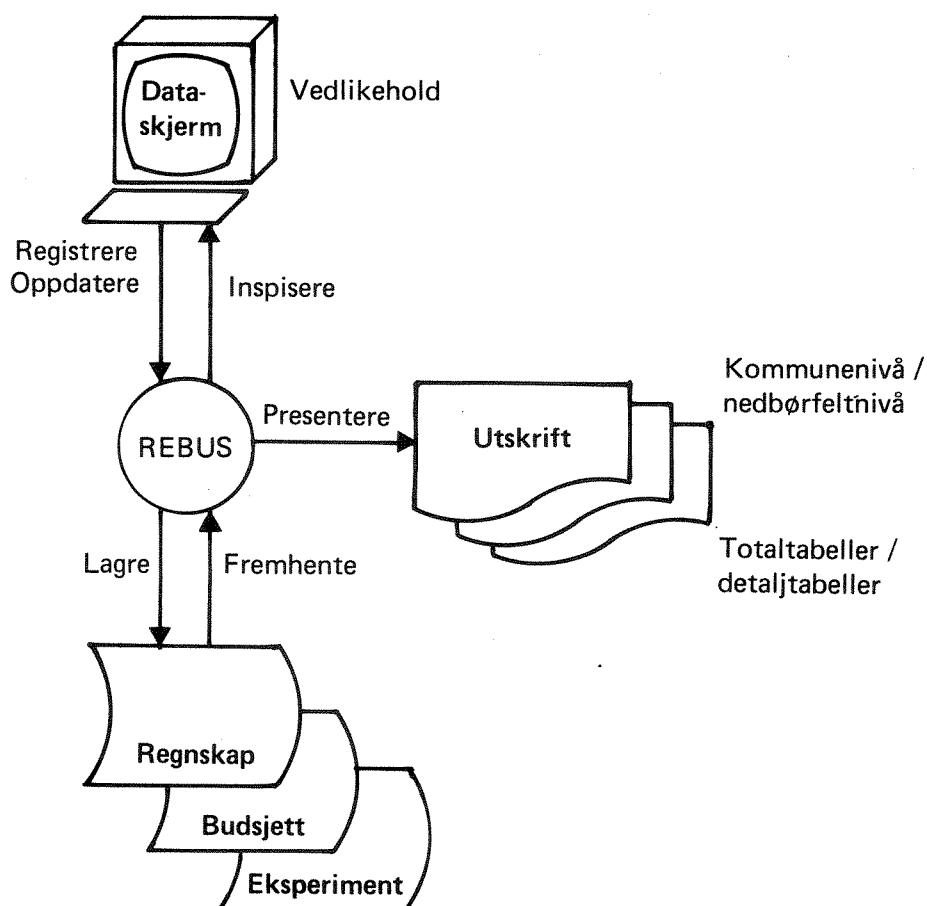 Data-
skjerm
Vedlikehold
Registrere
Oppdatere
Inspisere
REBUS
Presentere
Utskrift
Kommunenivå /
nedbørfeltnivå
Totaltabeller /
detaljtabeller
Lagre
Fremhente
Regnskap
Budsjett
Eksperiment